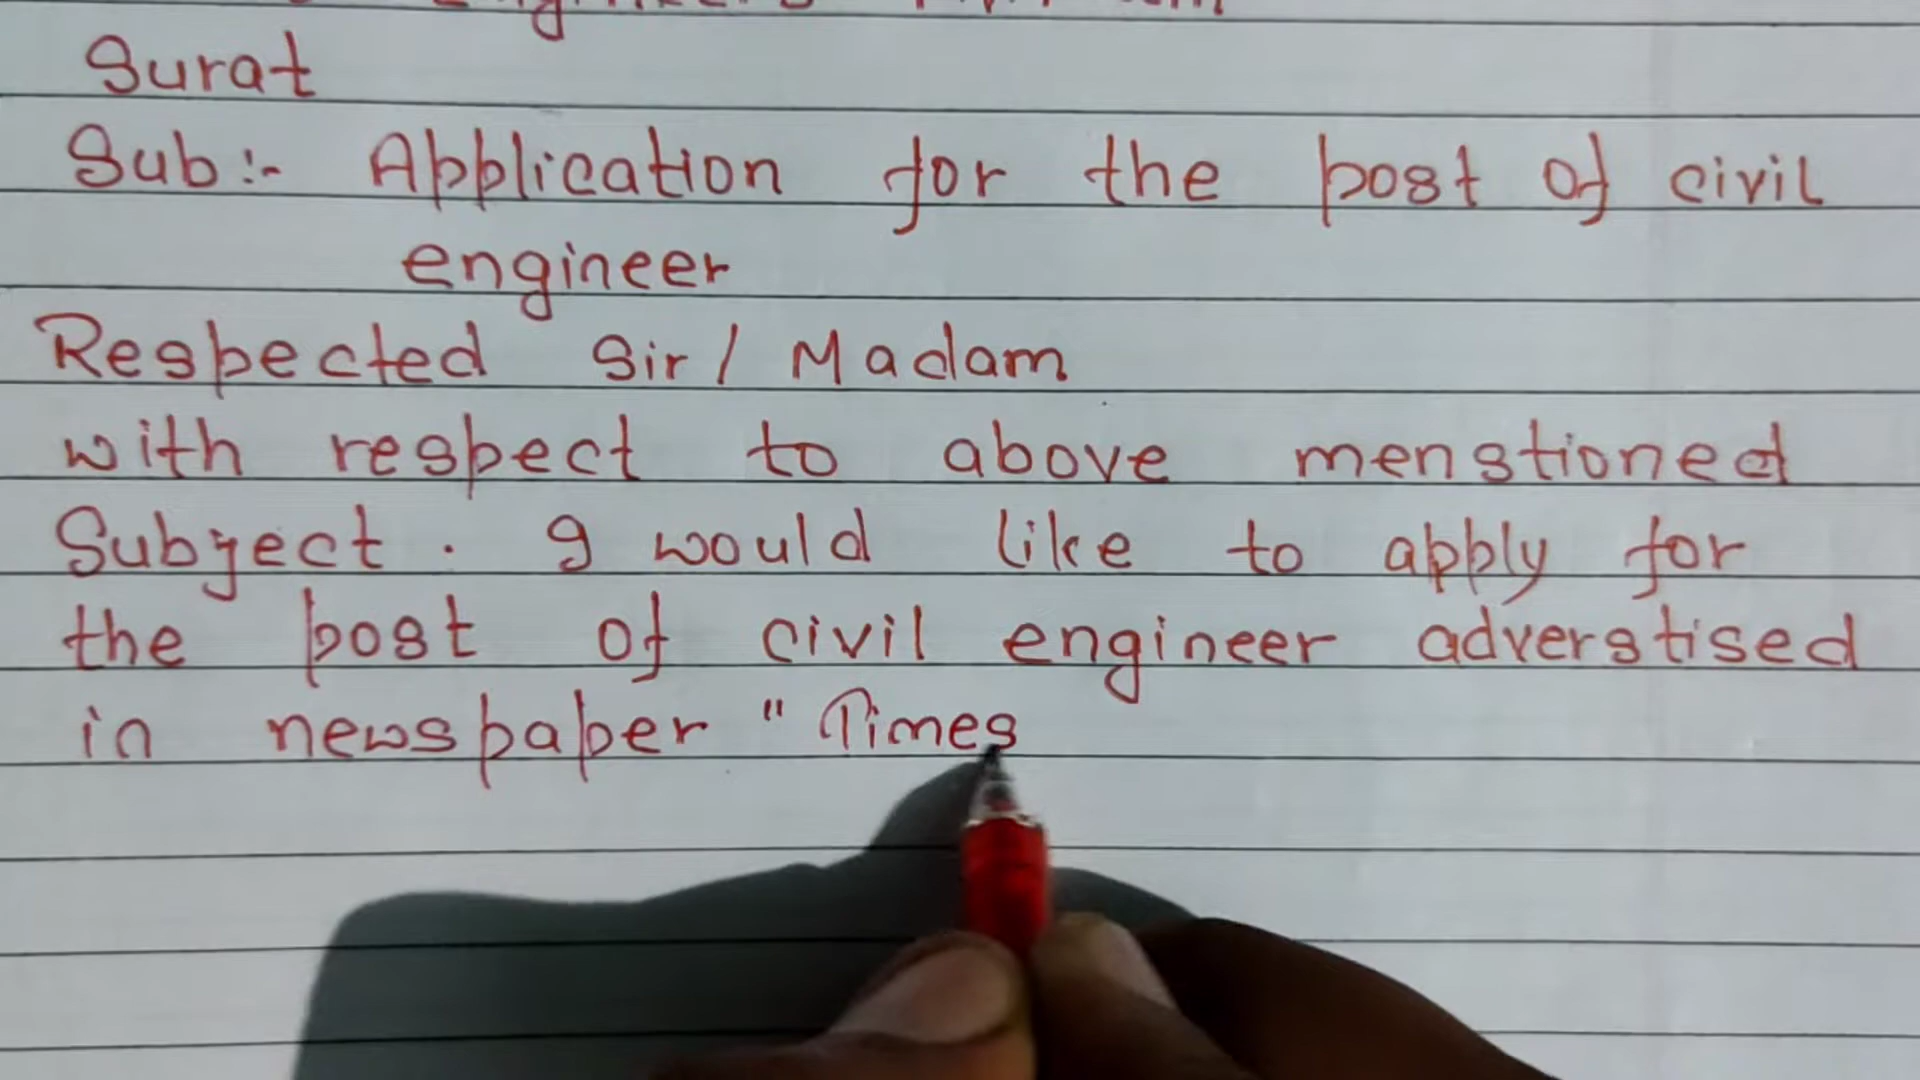 Surat
Sub:- Application for the post of civil
engineer
Respected Sir/ Madam
with respect to above menstioned
Subject. I would like to apply for
the post of civil engineer adverstised
in newspaper "Times